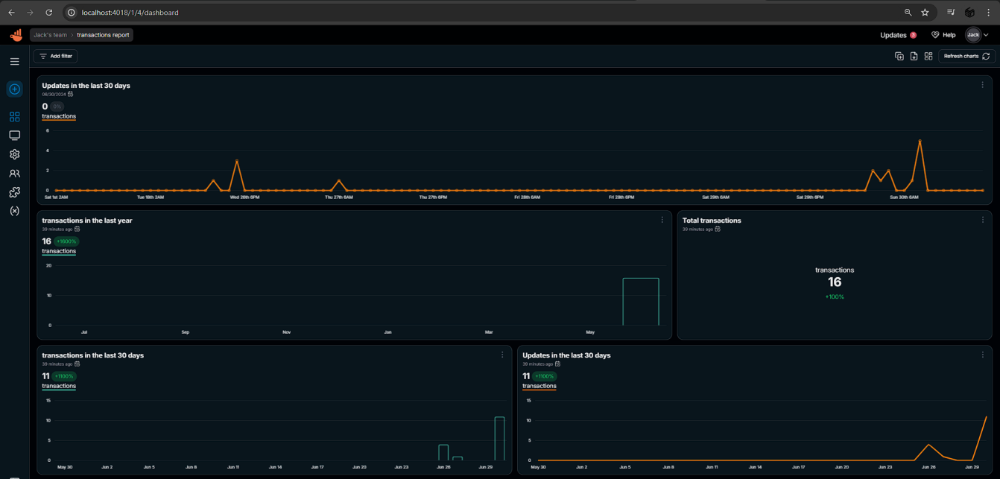 localhost:4018/1/4/dashboard
Jack's team > transactions report
Updates 3 Help Jack
Add filter
Refresh charts
Updates in the last 30 days
06/30/2024
0 0%
transactions
6
4
2
0
Sat 1st 2AM Tue 18th 2AM Wed 26th 6PM Thu 27th 6AM Thu 27th 6PM Fri 28th 6AM Fri 28th 6PM Sat 29th 6AM Sat 29th 6PM Sun 30th 6AM
transactions in the last year
39 minutes ago
16 +1600%
transactions
20
10
0
Jul Sep Nov Jan Mar May
Total transactions
39 minutes ago
transactions
16
+100%
transactions in the last 30 days
39 minutes ago
11 +1100%
transactions
15
10
5
0
May 30 Jun 2 Jun 5 Jun 8 Jun 11 Jun 14 Jun 17 Jun 20 Jun 23 Jun 26 Jun 29
Updates in the last 30 days
39 minutes ago
11 +1100%
transactions
15
10
5
0
May 30 Jun 2 Jun 5 Jun 8 Jun 11 Jun 14 Jun 17 Jun 20 Jun 23 Jun 26 Jun 29